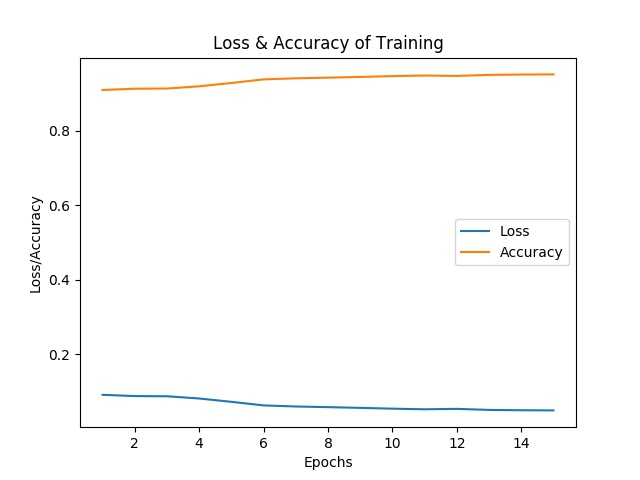 Loss & Accuracy of Training
Loss/Accuracy
0.8
0.6
0.4
0.2
Loss
Accuracy
2 4 6 8 10 12 14
Epochs